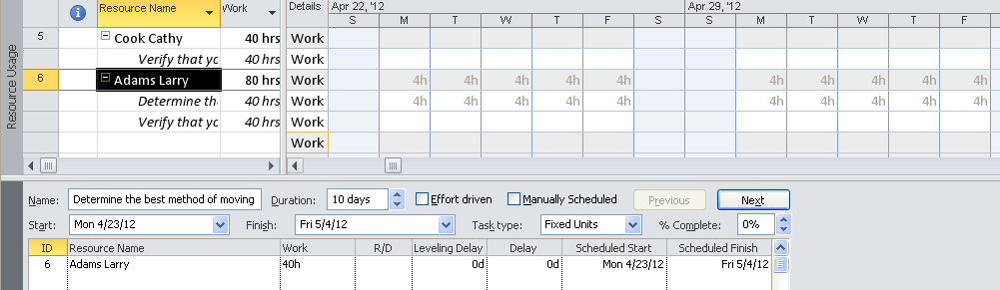 Resource Name Work Details Apr 22, '12 Apr 29, '12
S M T W T F S S M T W T F
5 Cook Cathy 40 hrs Work
Verify that yo 40 hrs Work
6 Adams Larry 80 hrs Work 4h 4h 4h 4h 4h 4h 4h 4h 4h 4h
Determine th 40 hrs Work 4h 4h 4h 4h 4h 4h 4h 4h 4h 4h
Verify that yo 40 hrs Work
Work
Resource Usage
Name: Determine the best method of moving Duration: 10 days Effort driven Manually Scheduled Previous Next
Start: Mon 4/23/12 Finish: Fri 5/4/12 Task type: Fixed Units % Complete: 0%
ID Resource Name Work R/D Leveling Delay Delay Scheduled Start Scheduled Finish
6 Adams Larry 40h 0d 0d Mon 4/23/12 Fri 5/4/12